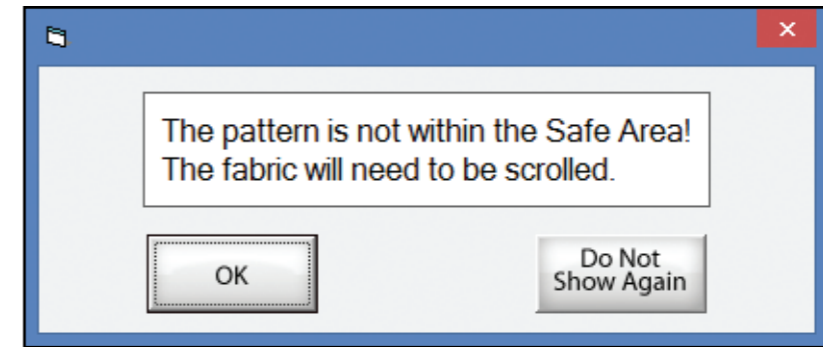 The pattern is not within the Safe Area!
The fabric will need to be scrolled.
OK
Do Not
Show Again